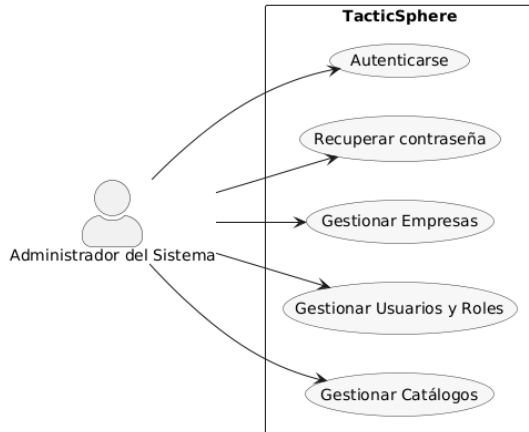 TacticSphere
Autenticarse
Recuperar contraseña
Gestionar Empresas
Administrador del Sistema
Gestionar Usuarios y Roles
Gestionar Catálogos